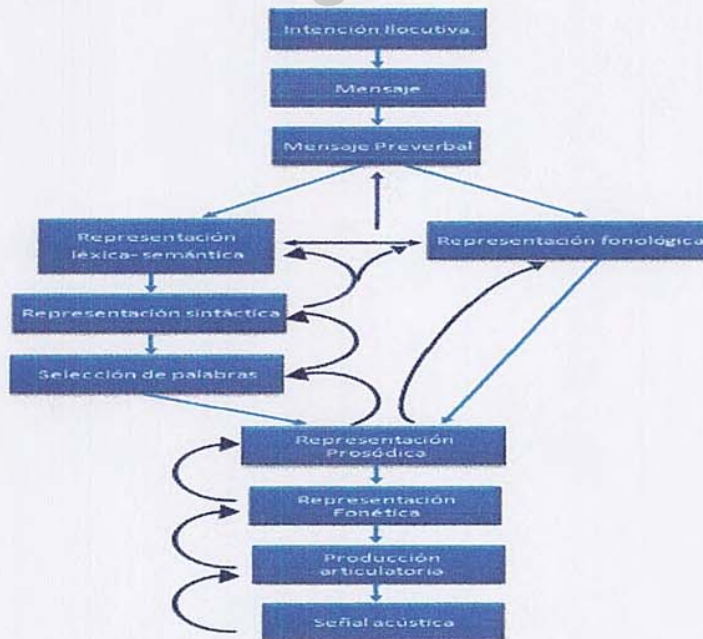 Intención Ilocutiva
Mensaje
Mensaje Preverbal
Representación
léxica- semántica
Representación fonológica
Representación sintáctica
Selección de palabras
Representación
Prosódica
Representación
Fonética
Producción
articulatoria
Señal acústica